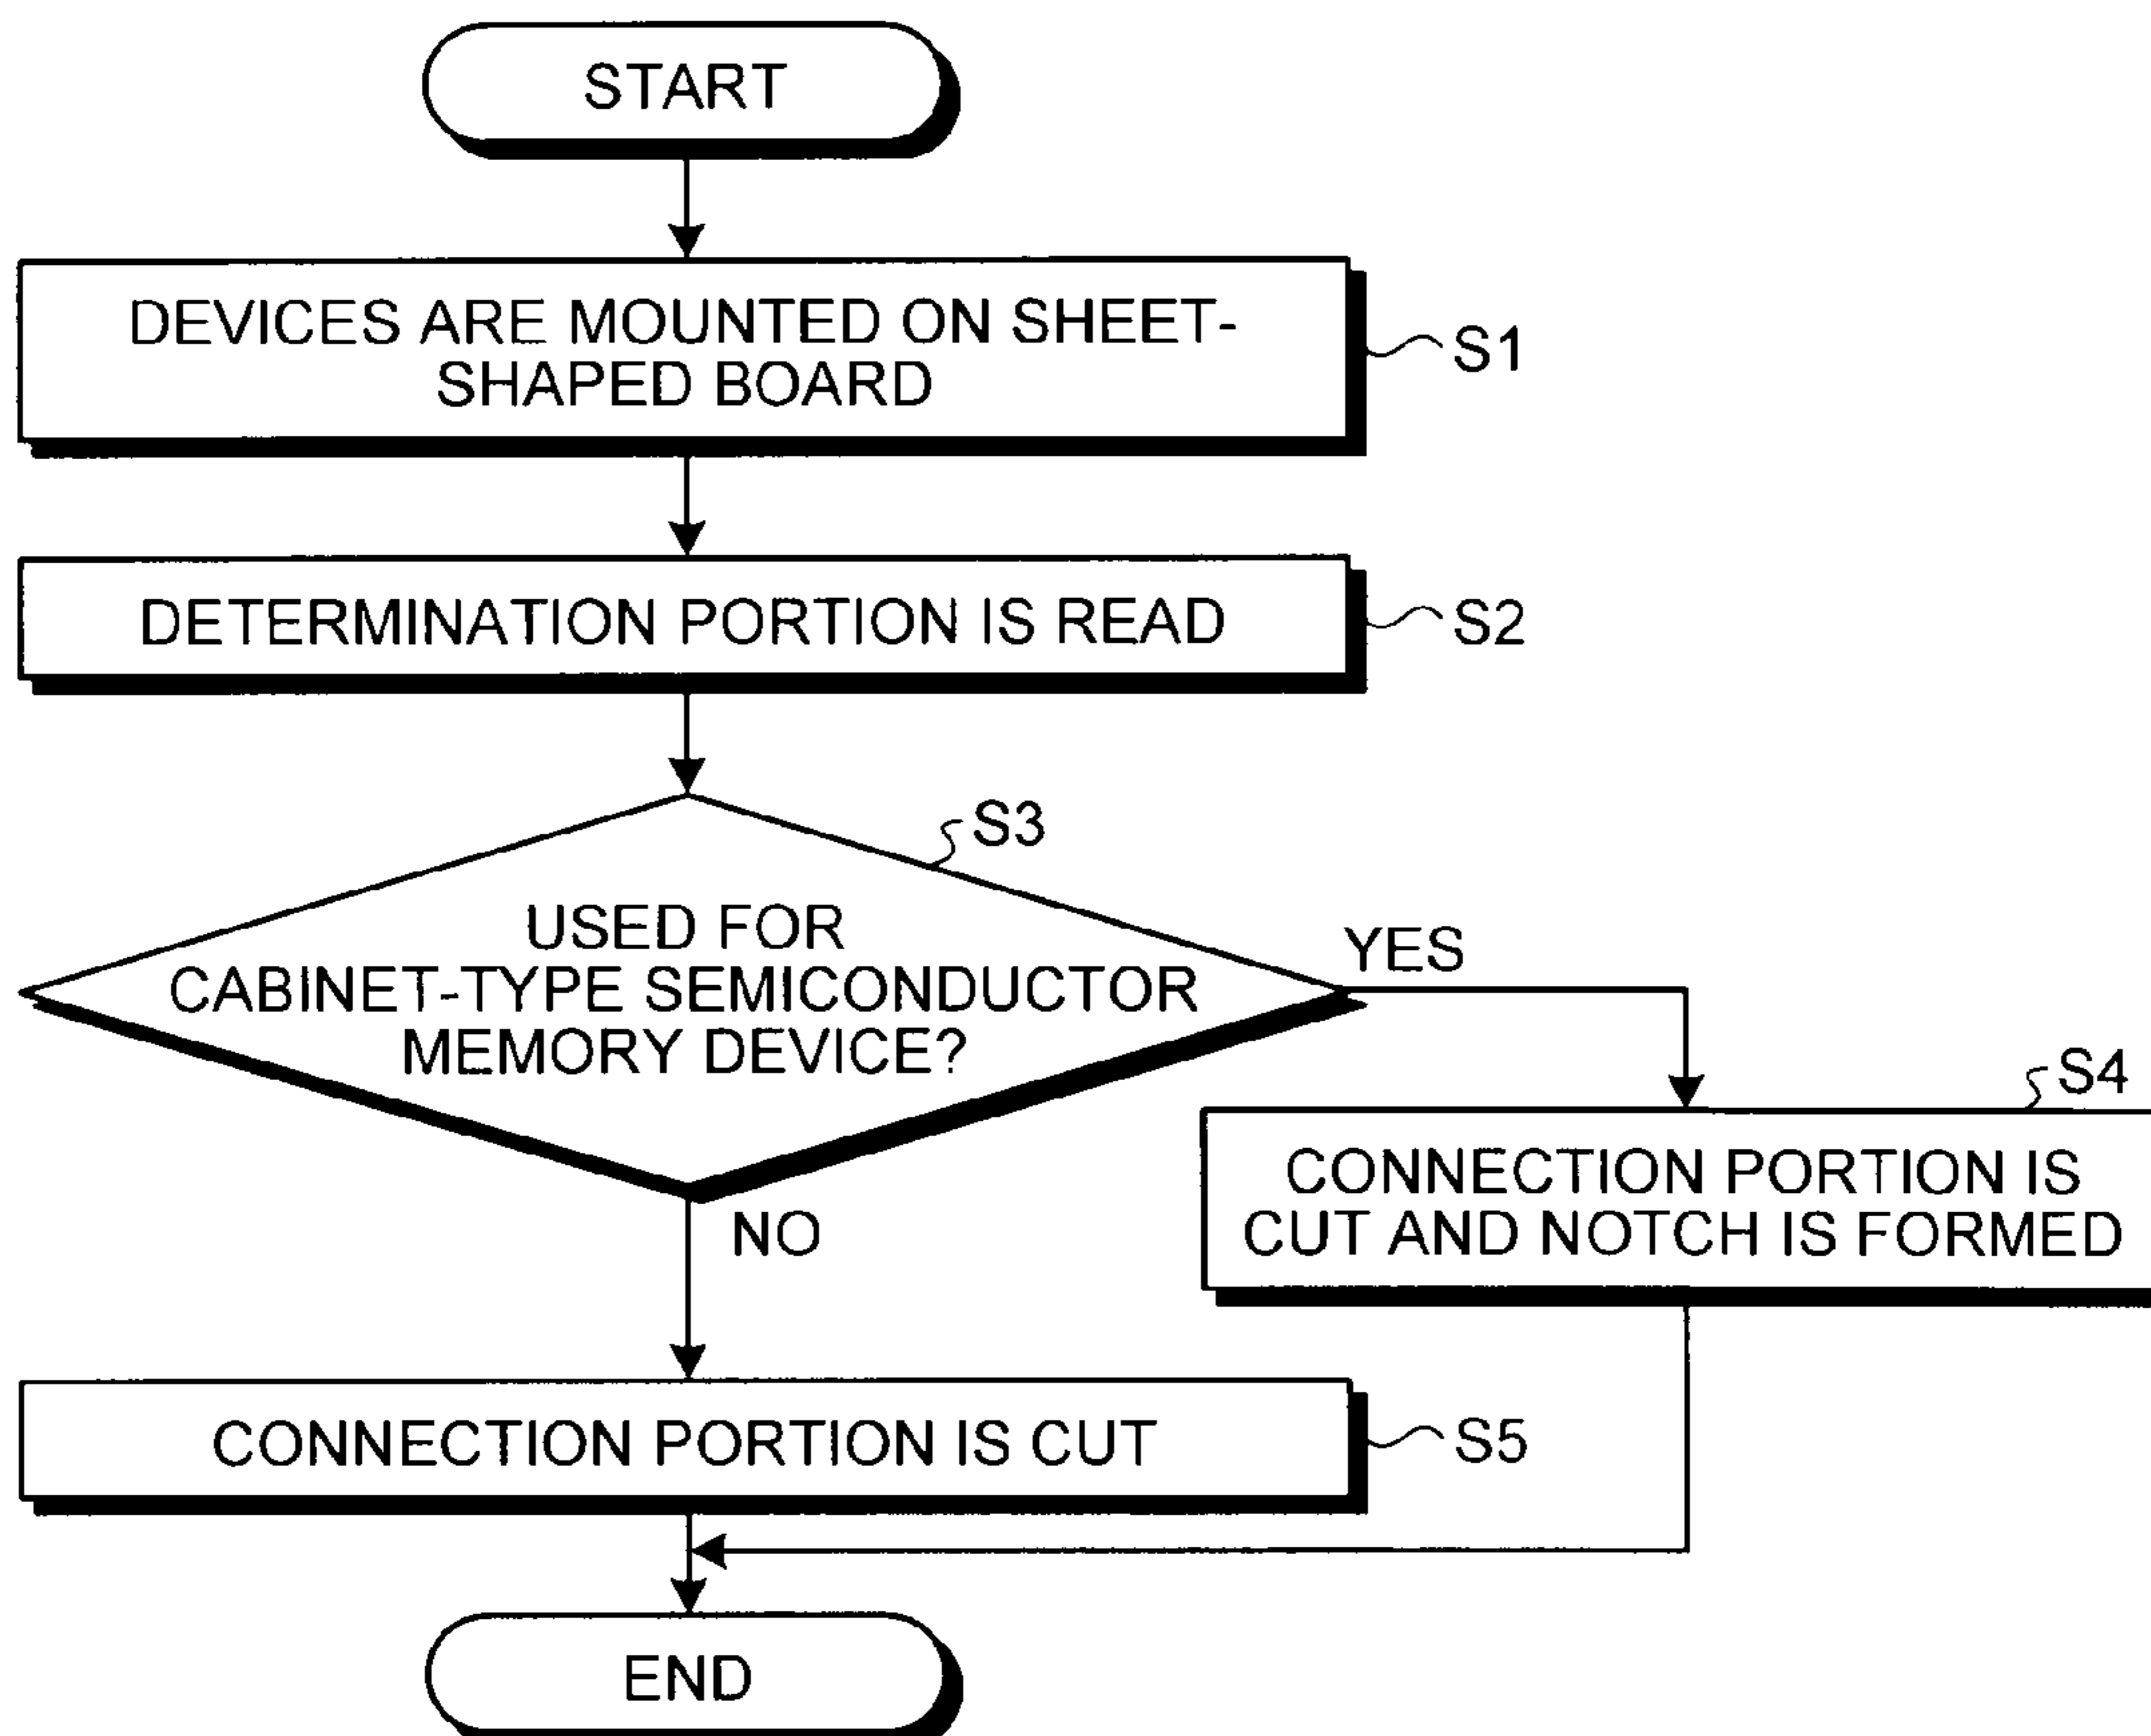 START
DEVICES ARE MOUNTED ON SHEET-
SHAPED BOARD
S1
DETERMINATION PORTION IS READ
S2
S3
USED FOR
CABINET-TYPE SEMICONDUCTOR
MEMORY DEVICE?
YES
S4
CONNECTION PORTION IS
CUT AND NOTCH IS FORMED
NO
CONNECTION PORTION IS CUT
S5
END